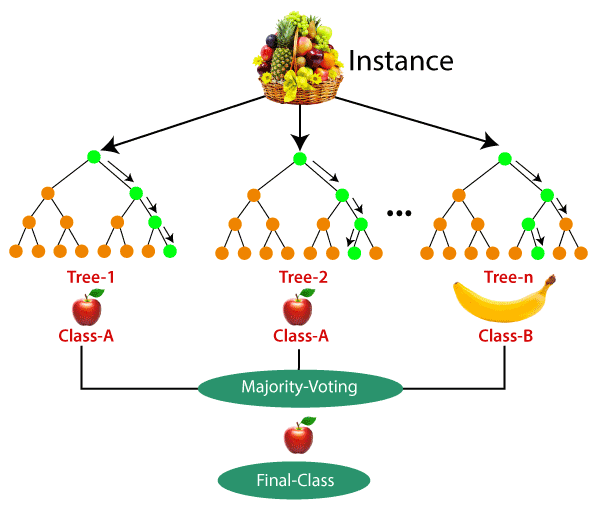 Instance
...
Tree-1
Tree-2
Tree-n
Class-A
Class-A
Class-B
Majority-Voting
Final-Class